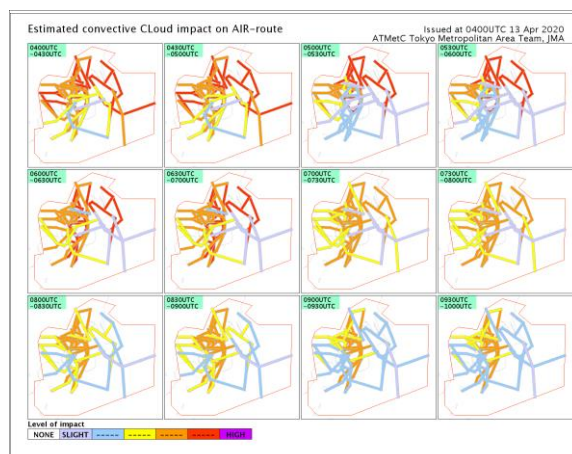 Estimated convective CLoud impact on AIR-route
Issued at 0400UTC 13 Apr 2020
ATMetC Tokyo Metropolitan Area Team, JMA
0400UTC
-0430UTC
0430UTC
-0500UTC
0500UTC
-0530UTC
0530UTC
-0600UTC
0600UTC
-0630UTC
0630UTC
-0700UTC
0700UTC
-0730UTC
0730UTC
-0800UTC
0800UTC
-0830UTC
0830UTC
-0900UTC
0900UTC
-0930UTC
0930UTC
-1000UTC
Level of impact
NONE SLIGHT ----- ----- ----- ----- HIGH